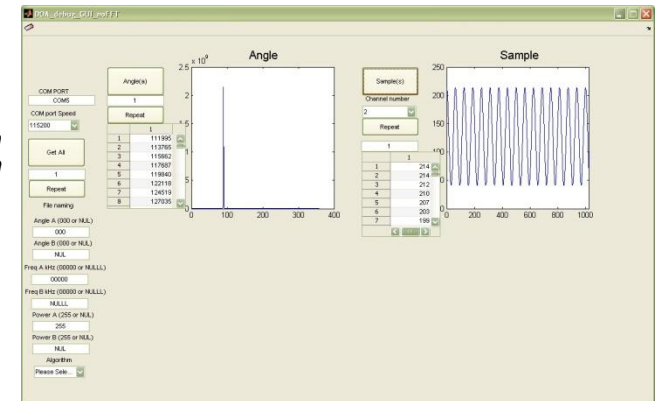 DOA_debug_GUI_noFFT
COM PORT
COM5
COM port Speed
115200
Get All
1
Repeat
File naming
Angle A (000 or NUL)
000
Angle B (000 or NUL)
NUL
Freq A kHz (00000 or NULLL)
00000
Freq B kHz (00000 or NULLL)
NULLL
Power A (255 or NUL)
255
Power B (255 or NUL)
NUL
Algorithm
Please Sele...
Angle(a)
1
Repeat
1
1 111995
2 113765
3 115662
4 117687
5 119840
6 122118
7 124519
8 127035
Angle
x 10
2.5
2
1.5
1
0.5
0
0 100 200 300 400
Sample(s)
Channel number
2
Repeat
1
1
1 214
2 214
3 212
4 210
5 207
6 203
7 199
Sample
250
200
150
100
50
0
0 200 400 600 800 1000